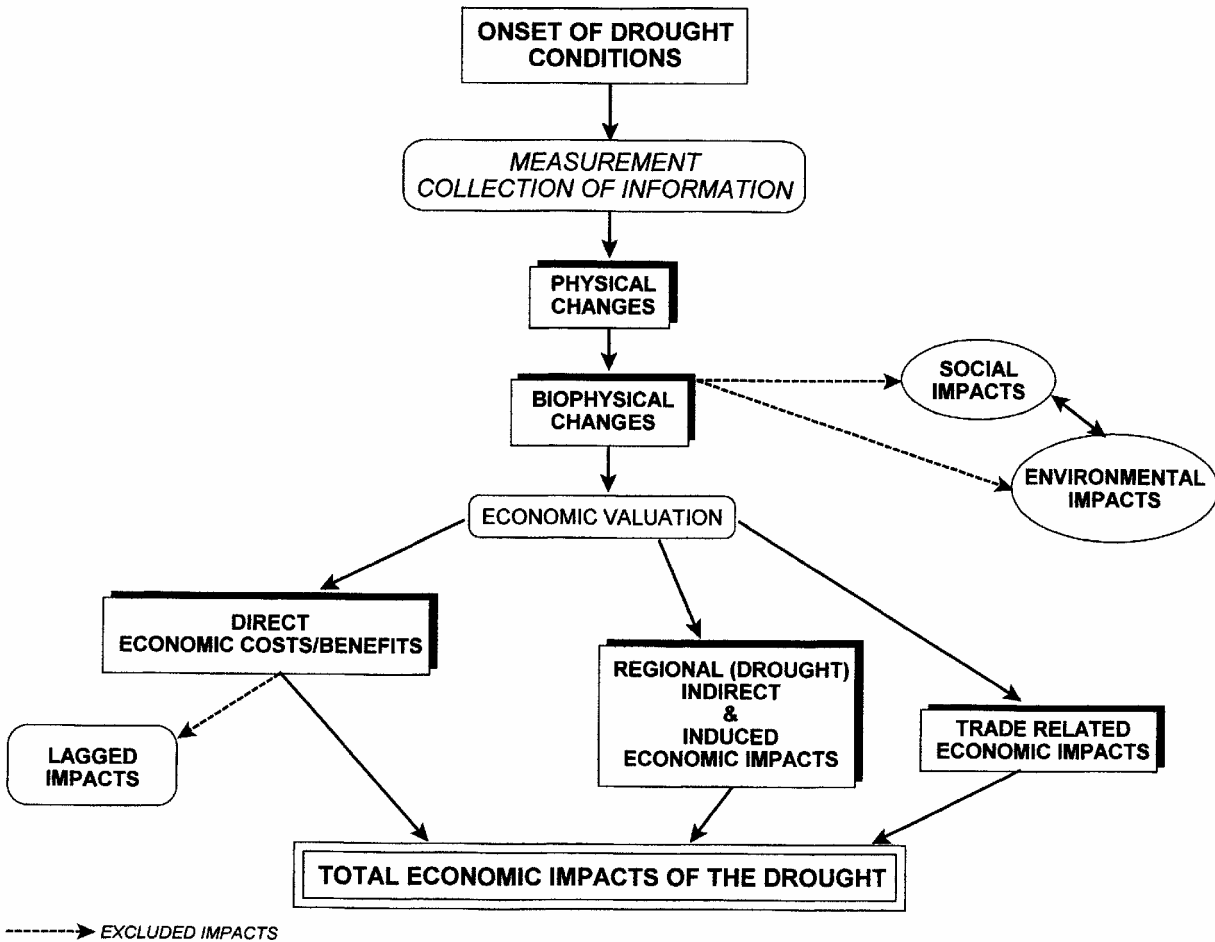 ONSET OF DROUGHT
CONDITIONS
MEASUREMENT
COLLECTION OF INFORMATION
PHYSICAL
CHANGES
BIOPHYSICAL
CHANGES
SOCIAL
IMPACTS
ENVIRONMENTAL
IMPACTS
ECONOMIC VALUATION
DIRECT
ECONOMIC COSTS/BENEFITS
REGIONAL (DROUGHT)
INDIRECT
&
INDUCED
ECONOMIC IMPACTS
TRADE RELATED
ECONOMIC IMPACTS
LAGGED
IMPACTS
TOTAL ECONOMIC IMPACTS OF THE DROUGHT
EXCLUDED IMPACTS